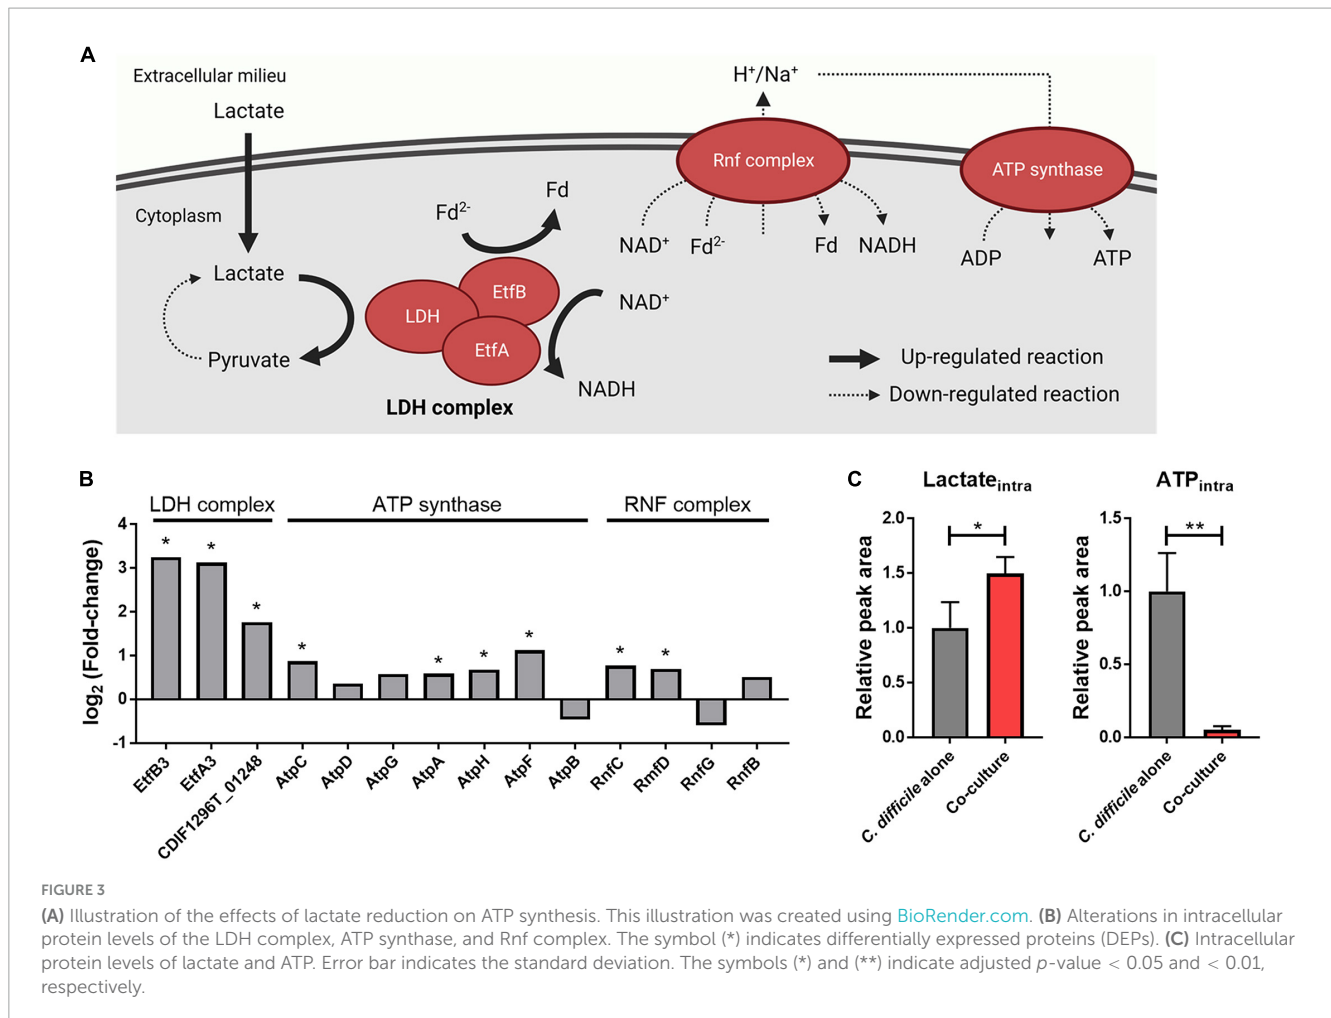 A
Extracellular milieu
Lactate
Cytoplasm
Lactate
Pyruvate
Fd2-
Fd
LDH
EtfB
EtfA
NAD+
NADH
LDH complex
H+/Na+
Rnf complex
NAD+
Fd2-
Fd
NADH
ATP synthase
ADP
ATP
Up-regulated reaction
Down-regulated reaction
B
LDH complex
ATP synthase
RNF complex
log2 (Fold-change)
4
3
2
1
0
-1
* * * * * * * * *
EtfB3
EtfA3
CDIF1296T_01248
AtpC
AtpD
AtpG
AtpA
AtpH
AtpF
AtpB
RnfC
RmfD
RnfG
RnfB
C
Lactateintra
Relative peak area
2.0
1.5
1.0
0.5
0.0
*
C. difficile alone
Co-culture
ATPintra
Relative peak area
1.5
1.0
0.5
0.0
**
C. difficile alone
Co-culture
FIGURE 3
(A) Illustration of the effects of lactate reduction on ATP synthesis. This illustration was created using BioRender.com. (B) Alterations in intracellular
protein levels of the LDH complex, ATP synthase, and Rnf complex. The symbol (*) indicates differentially expressed proteins (DEPs). (C) Intracellular
protein levels of lactate and ATP. Error bar indicates the standard deviation. The symbols (*) and (**) indicate adjusted p-value < 0.05 and < 0.01,
respectively.